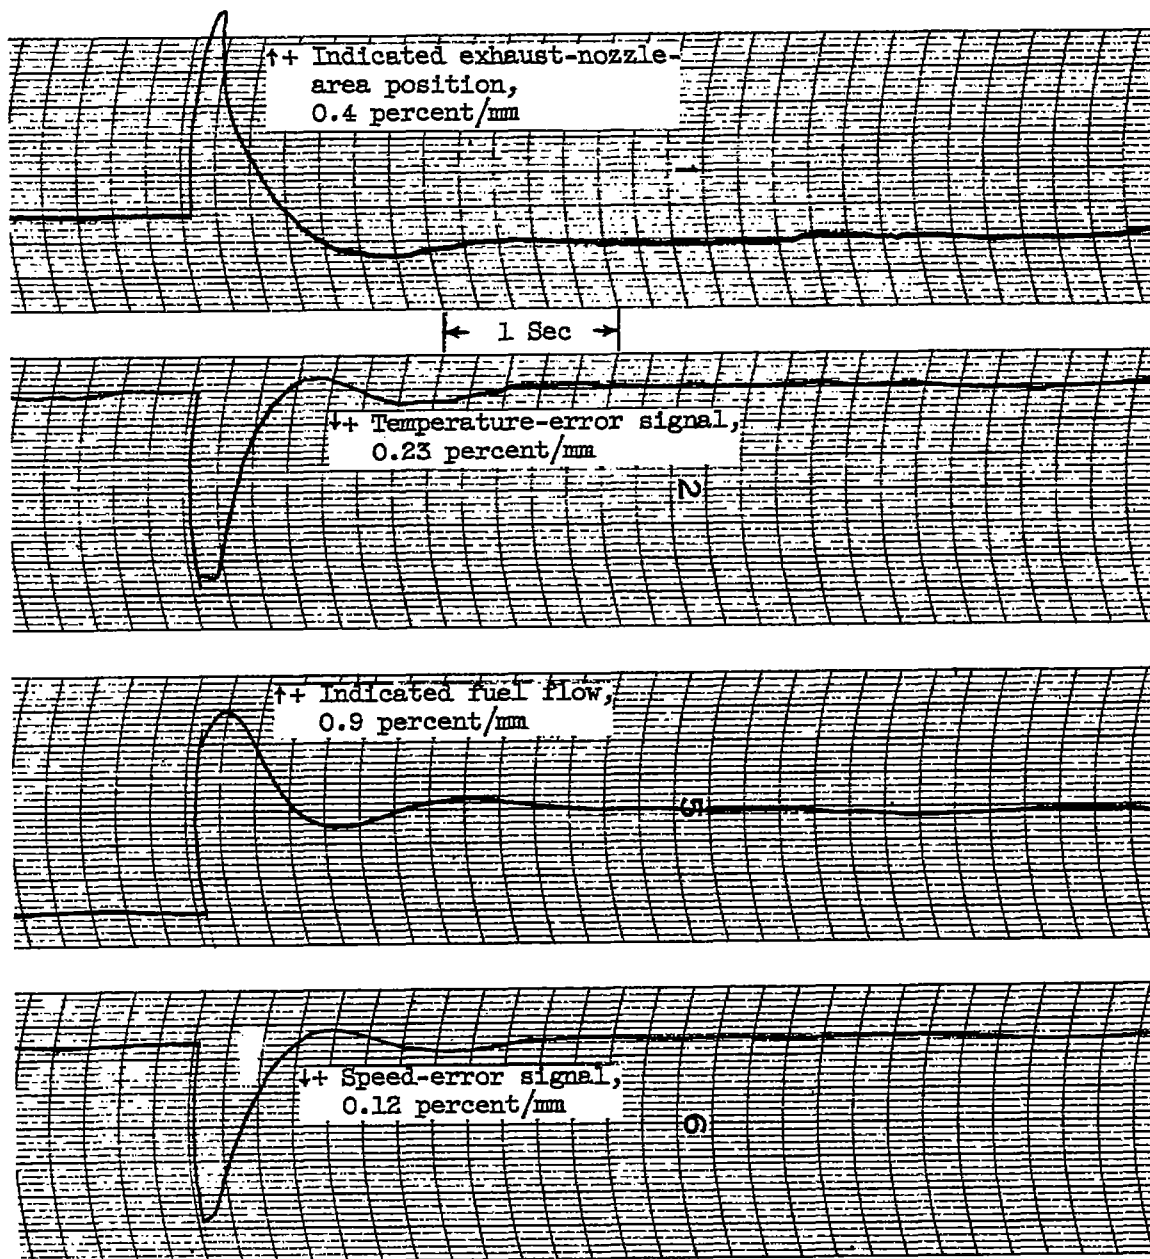 ↑+ Indicated exhaust-nozzle-
area position,
0.4 percent/mm
1
1 Sec
↓+ Temperature-error signal,
0.23 percent/mm
2
↑+ Indicated fuel flow,
0.9 percent/mm
5
↓+ Speed-error signal,
0.12 percent/mm
6